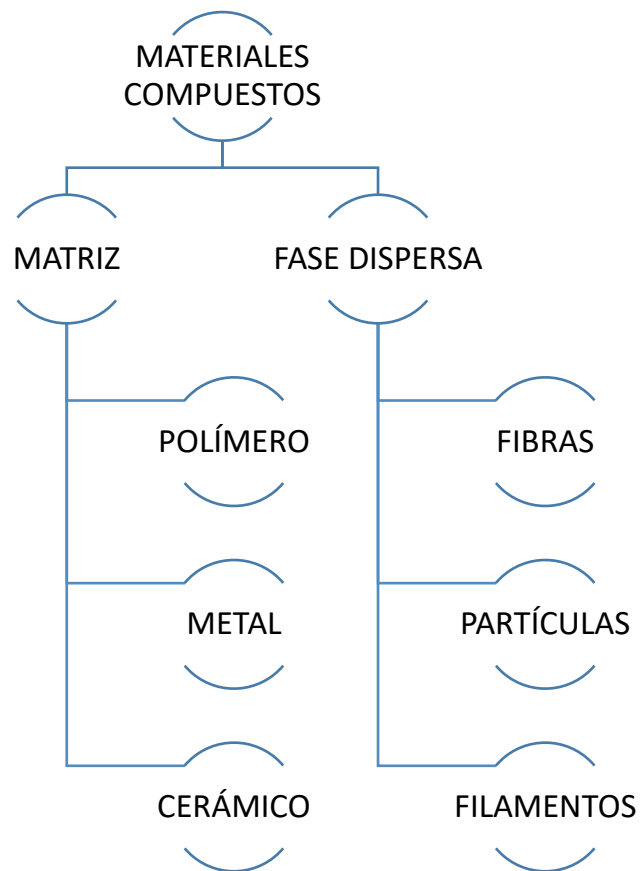 MATERIALES
COMPUESTOS
MATRIZ
FASE DISPERSA
POLÍMERO
FIBRAS
METAL
PARTÍCULAS
CERÁMICO
FILAMENTOS